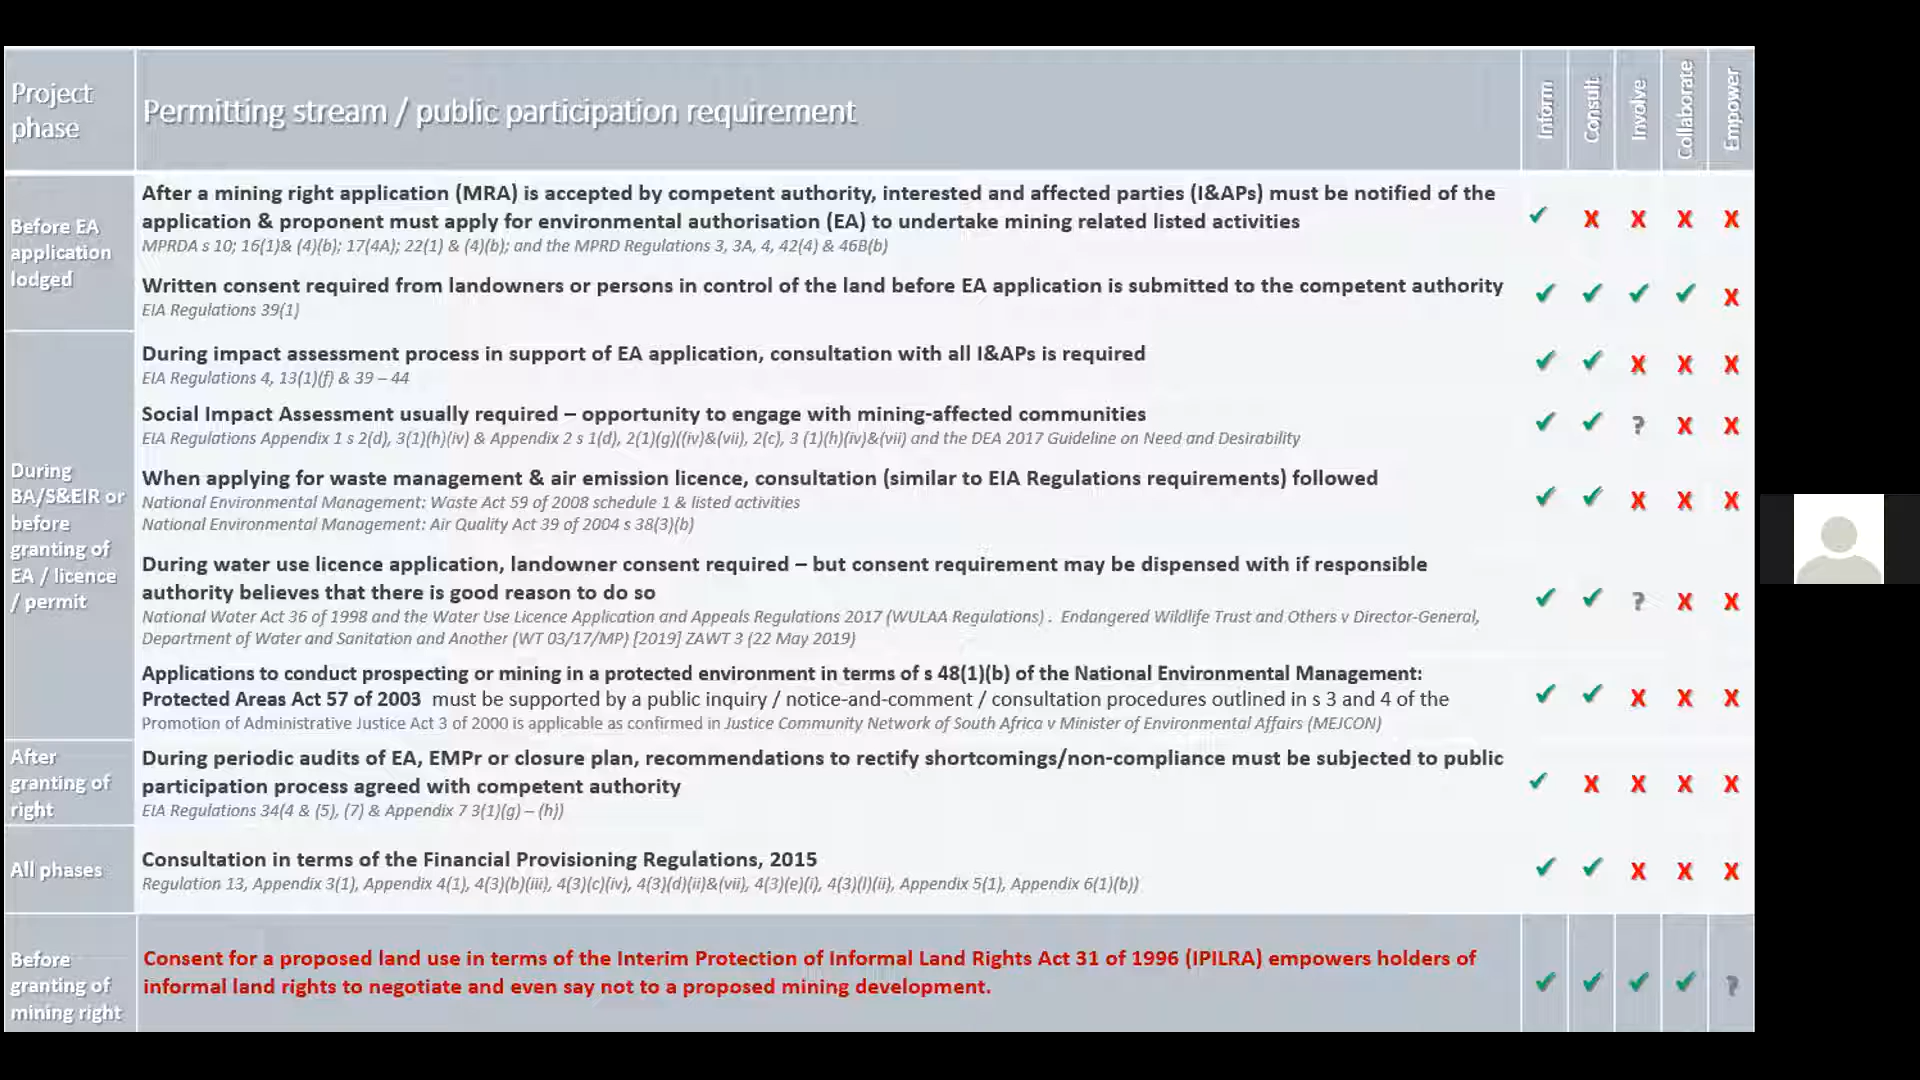 Project
phase
Permitting stream / public participation requirement
Inform
Consult
Involve
Collaborate
Empower
Before EA
application
lodged
After a mining right application (MRA) is accepted by competent authority, interested and affected parties (I&APs) must be notified of the
application & proponent must apply for environmental authorisation (EA) to undertake mining related listed activities
MPRDA s 10; 16(1)& (4)(b); 17(4A); 22(1) & (4)(b); and the MPRD Regulations 3, 3A, 4, 42(4) & 46B(b)
✓ X X X X
Written consent required from landowners or persons in control of the land before EA application is submitted to the competent authority
EIA Regulations 39(1)
✓ ✓ ✓ ✓ X
During
BA/S&EIR or
before
granting of
EA / licence
/ permit
During impact assessment process in support of EA application, consultation with all I&APs is required
EIA Regulations 4, 13(1)(f) & 39 – 44
✓ ✓ X X X
Social Impact Assessment usually required – opportunity to engage with mining-affected communities
EIA Regulations Appendix 1 s 2(d), 3(1)(h)(iv) & Appendix 2 s 1(d), 2(1)(g)((iv)&(vii), 2(c), 3 (1)(h)(iv)&(vii) and the DEA 2017 Guideline on Need and Desirability
✓ ✓ ? X X
When applying for waste management & air emission licence, consultation (similar to EIA Regulations requirements) followed
National Environmental Management: Waste Act 59 of 2008 schedule 1 & listed activities
National Environmental Management: Air Quality Act 39 of 2004 s 38(3)(b)
✓ ✓ X X X
During water use licence application, landowner consent required – but consent requirement may be dispensed with if responsible
authority believes that there is good reason to do so
National Water Act 36 of 1998 and the Water Use Licence Application and Appeals Regulations 2017 (WULAA Regulations) . Endangered Wildlife Trust and Others v Director-General,
Department of Water and Sanitation and Another (WT 03/17/MP) [2019] ZAWT 3 (22 May 2019)
✓ ✓ ? X X
Applications to conduct prospecting or mining in a protected environment in terms of s 48(1)(b) of the National Environmental Management:
Protected Areas Act 57 of 2003 must be supported by a public inquiry / notice-and-comment / consultation procedures outlined in s 3 and 4 of the
Promotion of Administrative Justice Act 3 of 2000 is applicable as confirmed in Justice Community Network of South Africa v Minister of Environmental Affairs (MEJCON)
✓ ✓ X X X
After
granting of
right
During periodic audits of EA, EMPr or closure plan, recommendations to rectify shortcomings/non-compliance must be subjected to public
participation process agreed with competent authority
EIA Regulations 34(4 & (5), (7) & Appendix 7 3(1)(g) – (h))
✓ X X X X
All phases
Consultation in terms of the Financial Provisioning Regulations, 2015
Regulation 13, Appendix 3(1), Appendix 4(1), 4(3)(b)(iii), 4(3)(c)(iv), 4(3)(d)(ii)&(vii), 4(3)(e)(i), 4(3)(l)(ii), Appendix 5(1), Appendix 6(1)(b))
✓ ✓ X X X
Before
granting of
mining right
Consent for a proposed land use in terms of the Interim Protection of Informal Land Rights Act 31 of 1996 (IPILRA) empowers holders of
informal land rights to negotiate and even say not to a proposed mining development.
✓ ✓ ✓ ✓ ?